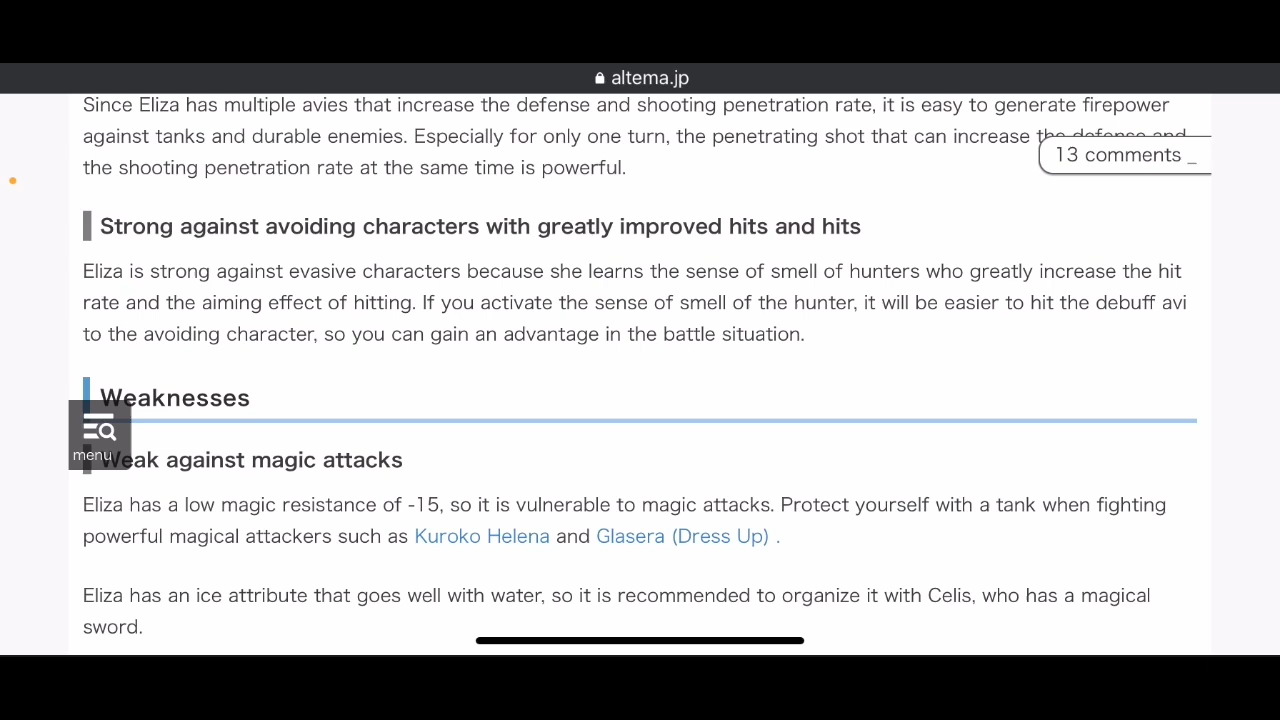 altema.jp
Since Eliza has multiple avies that increase the defense and shooting penetration rate, it is easy to generate firepower
against tanks and durable enemies. Especially for only one turn, the penetrating shot that can increase the defense and
13 comments _
the shooting penetration rate at the same time is powerful.
Strong against avoiding characters with greatly improved hits and hits
Eliza is strong against evasive characters because she learns the sense of smell of hunters who greatly increase the hit
rate and the aiming effect of hitting. If you activate the sense of smell of the hunter, it will be easier to hit the debuff avi
to the avoiding character, so you can gain an advantage in the battle situation.
Weaknesses
menu
Weak against magic attacks
Eliza has a low magic resistance of -15, so it is vulnerable to magic attacks. Protect yourself with a tank when fighting
powerful magical attackers such as Kuroko Helena and Glasera (Dress Up) .
Eliza has an ice attribute that goes well with water, so it is recommended to organize it with Celis, who has a magical
sword.